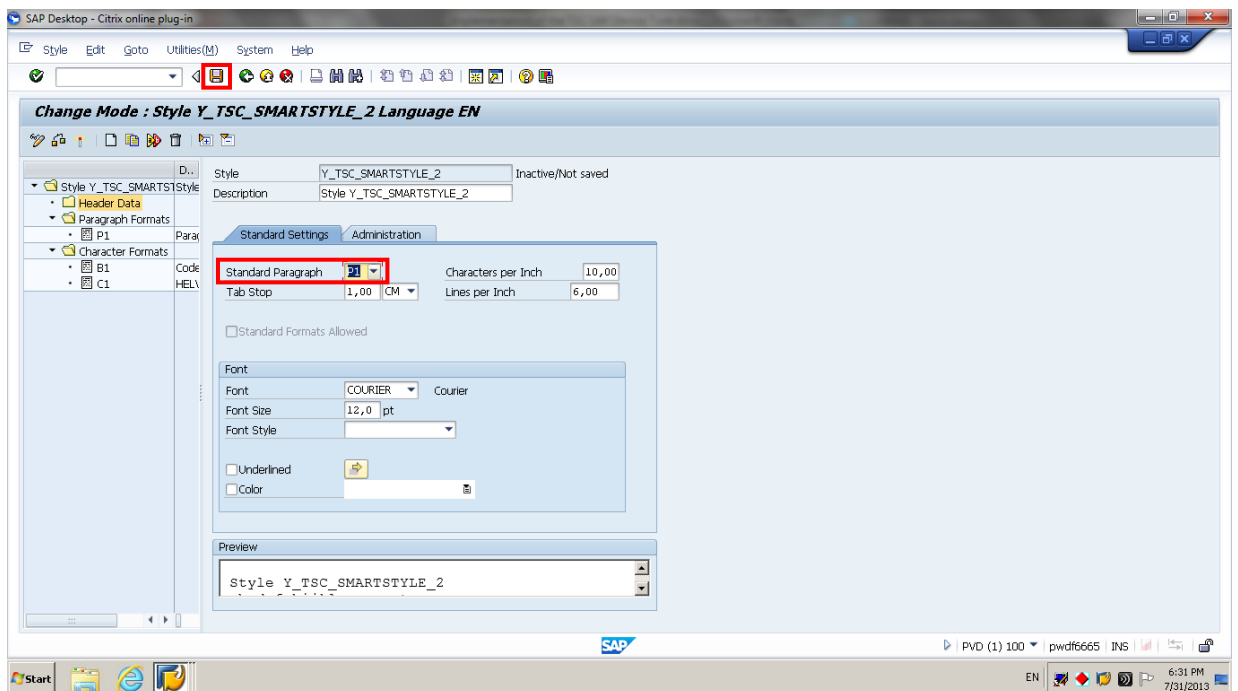 SAP Desktop - Citrix online plug-in
Style Edit Goto Utilities(M) System Help
Change Mode : Style Y_TSC_SMARTSTYLE_2 Language EN
D..
Style Y_TSC_SMARTST Style
Header Data
Paragraph Formats
P1 Parag
Character Formats
B1 Code
C1 HELV
Style Y_TSC_SMARTSTYLE_2 Inactive/Not saved
Description Style Y_TSC_SMARTSTYLE_2
Standard Settings Administration
Standard Paragraph P1 Characters per Inch 10,00
Tab Stop 1,00 CM Lines per Inch 6,00
Standard Formats Allowed
Font
Font COURIER Courier
Font Size 12,0 pt
Font Style
Underlined
Color
Preview
Style Y_TSC_SMARTSTYLE_2
SAP
PVD (1) 100 pwdf6665 INS
Start
EN 6:31 PM
7/31/2013